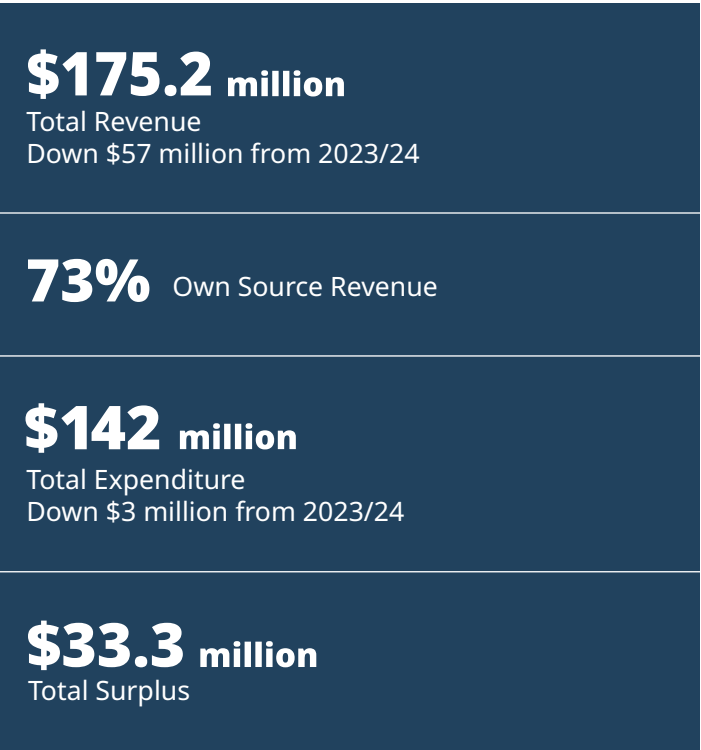 $175.2 million
Total Revenue
Down $57 million from 2023/24
73% Own Source Revenue
$142 million
Total Expenditure
Down $3 million from 2023/24
$33.3 million
Total Surplus